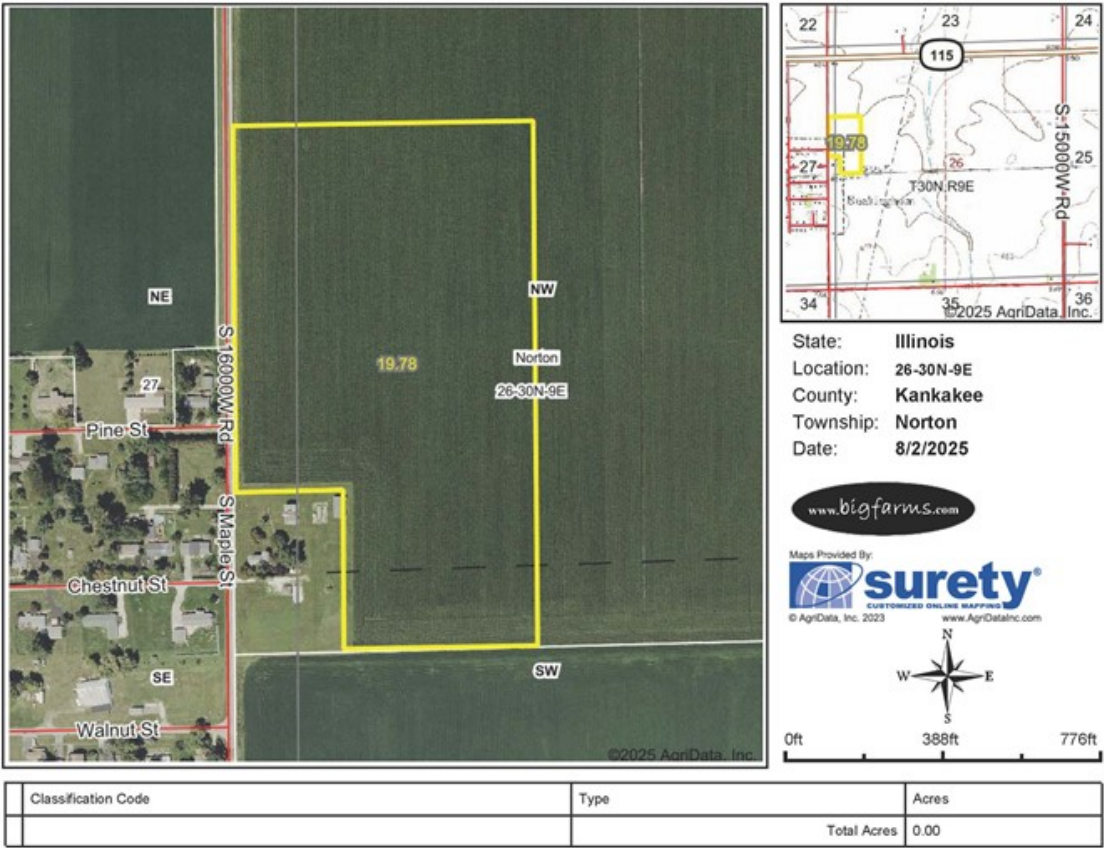 NE
NW
19.78
Norton
26-30N-9E
27
S 16000W Rd
Pine St
S Maple St
Chestnut St
SE
SW
Walnut St
©2025 AgriData, Inc.
22
23
24
115
19.78
27
26
25
T30N R9E
S 15000W Rd
34
35
36
©2025 AgriData, Inc.
State: Illinois
Location: 26-30N-9E
County: Kankakee
Township: Norton
Date: 8/2/2025
www.bigfarms.com
Maps Provided By:
surety®
CUSTOMIZED ONLINE MAPPING
© AgriData, Inc. 2023 www.AgriDataInc.com
N
W E
S
0ft 388ft 776ft
Classification Code Type Acres
Total Acres 0.00